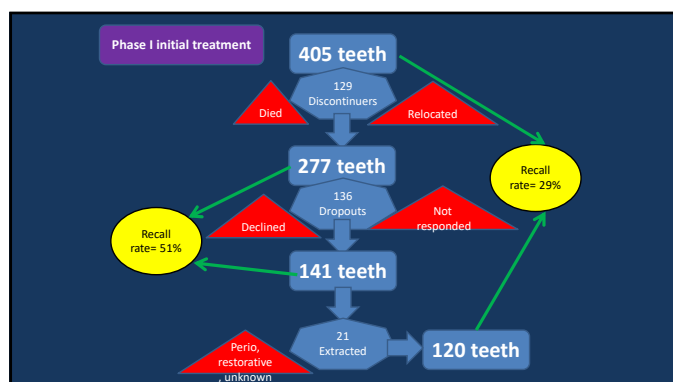 Phase I initial treatment
405 teeth
129
Discontinuers
Died
Relocated
277 teeth
136
Dropouts
Declined
Not
responded
Recall
rate= 29%
Recall
rate= 51%
141 teeth
21
Extracted
Perio,
restorative
, unknown
120 teeth